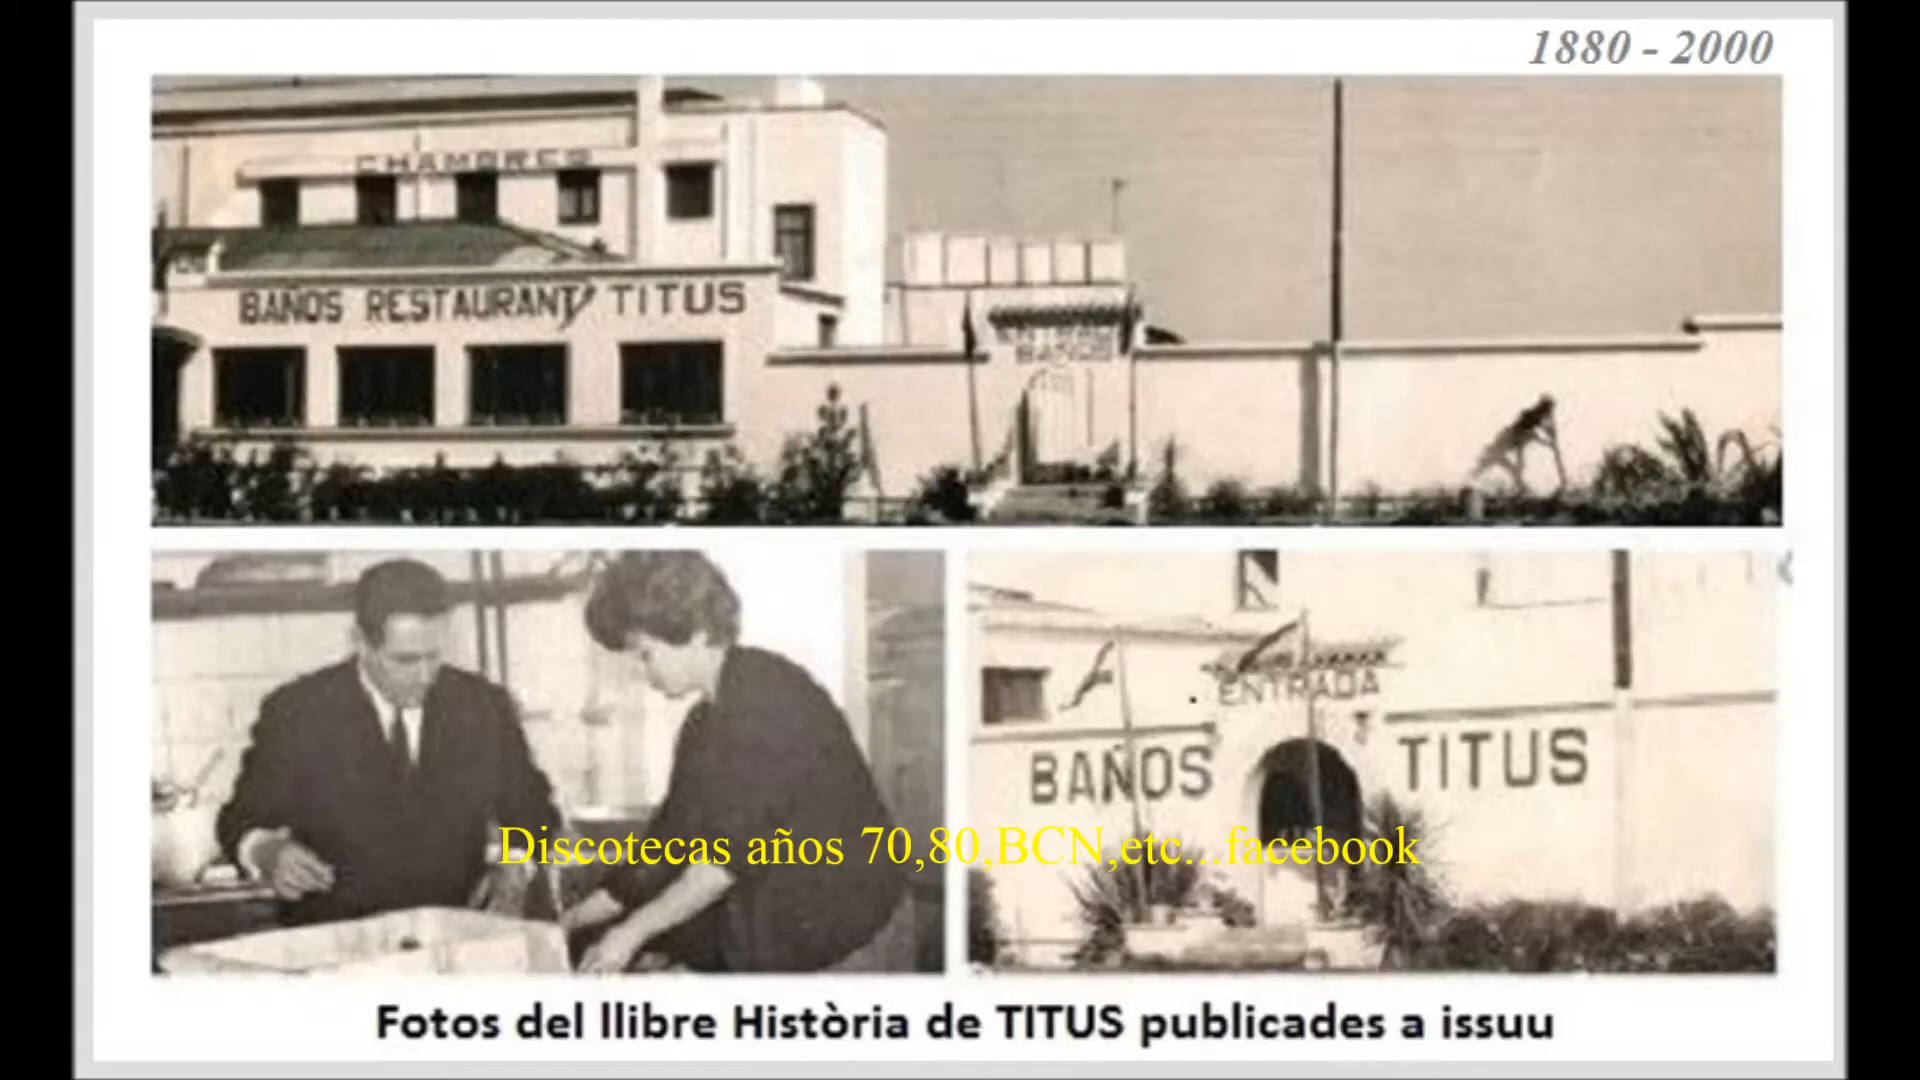 1880 - 2000
CHAMBRES
BAÑOS RESTAURANT TITUS
BAÑOS
ENTRADA
BAÑOS TITUS
Discotecas años 70,80,BCN,etc...facebook
Fotos del llibre Història de TITUS publicades a issuu